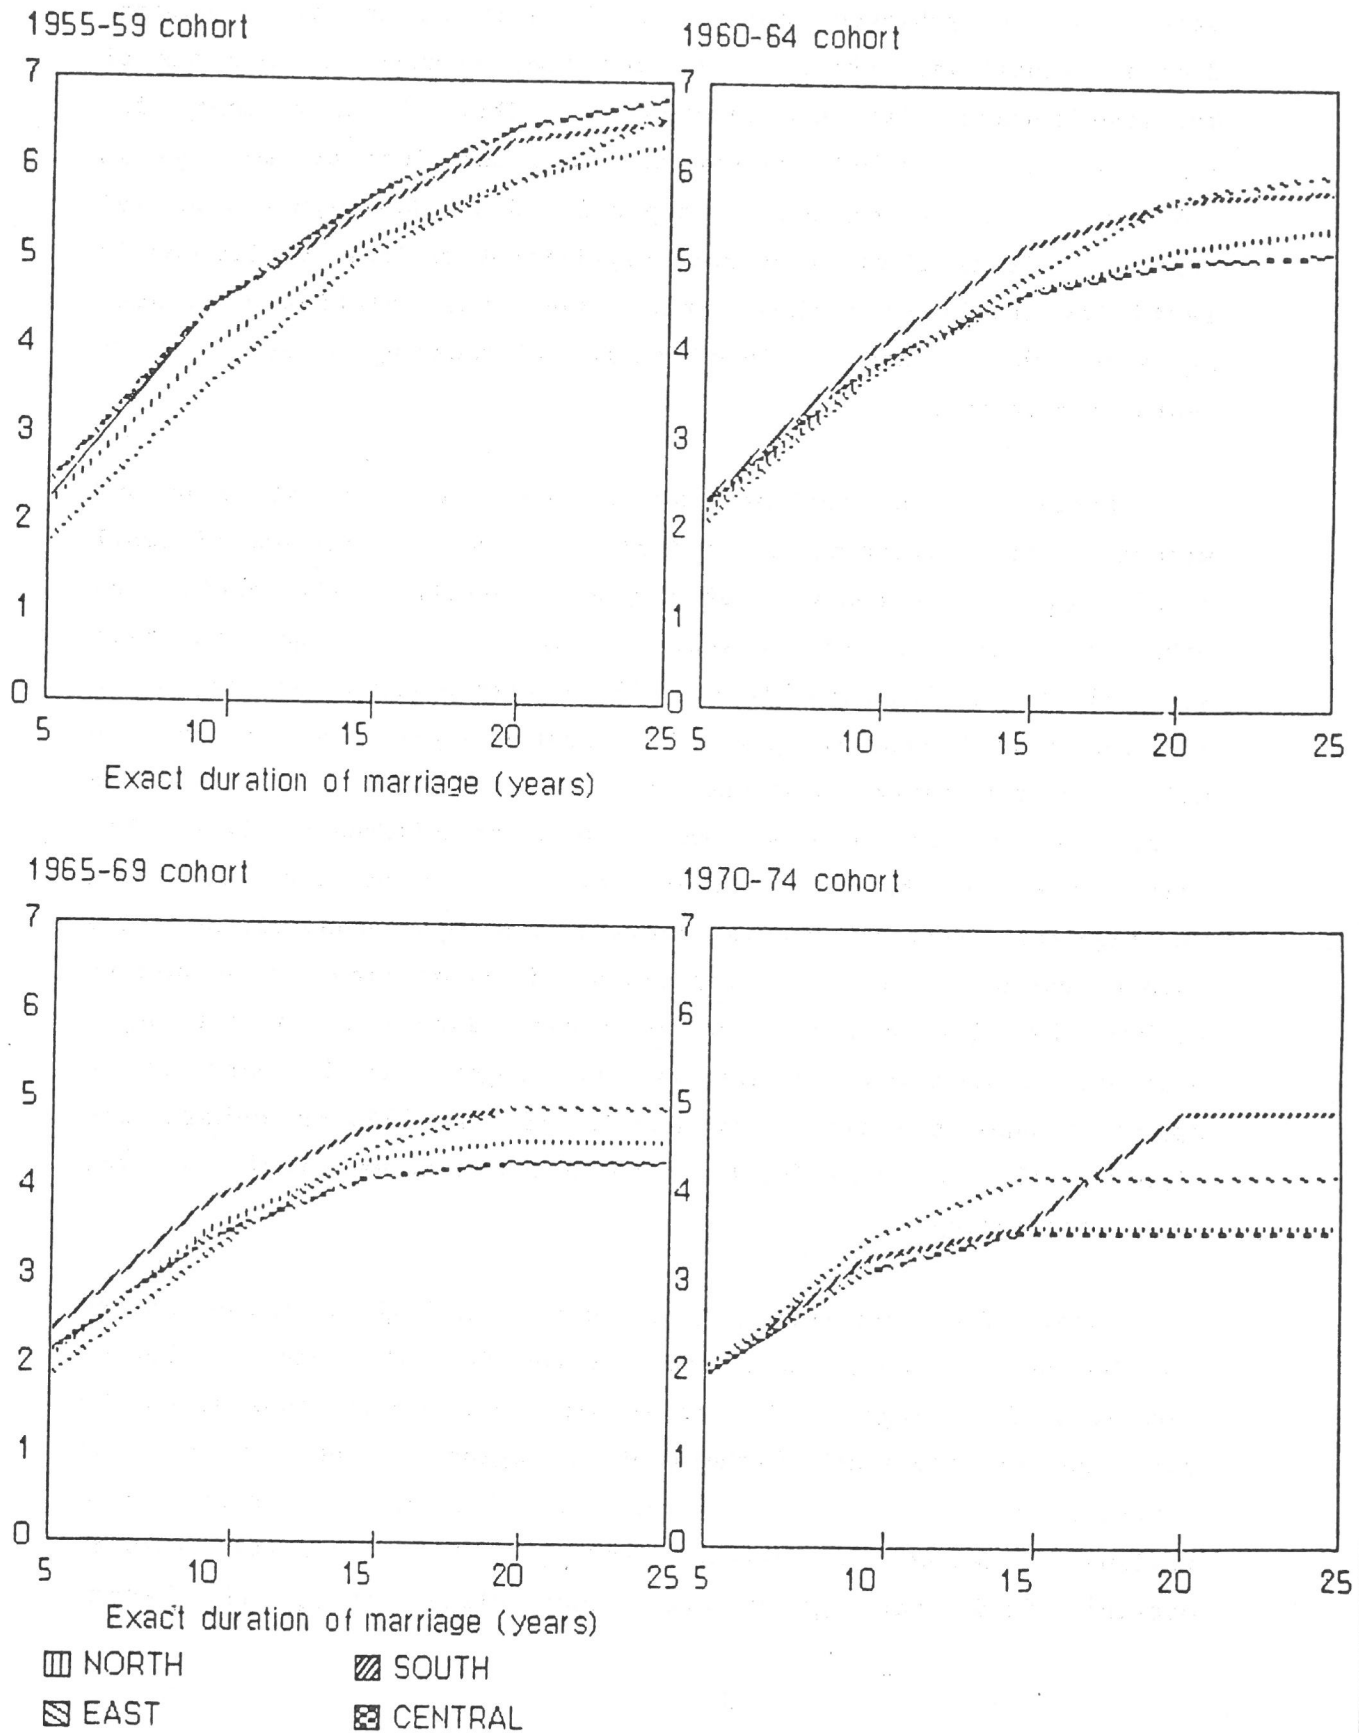 1955-59 cohort
7
6
5
4
3
2
1
0
5 10 15 20 25
Exact duration of marriage (years)
1960-64 cohort
7
6
5
4
3
2
1
0
5 10 15 20 25
1965-69 cohort
7
6
5
4
3
2
1
0
5 10 15 20 25
Exact duration of marriage (years)
1970-74 cohort
7
6
5
4
3
2
1
0
5 10 15 20 25
NORTH SOUTH
EAST CENTRAL